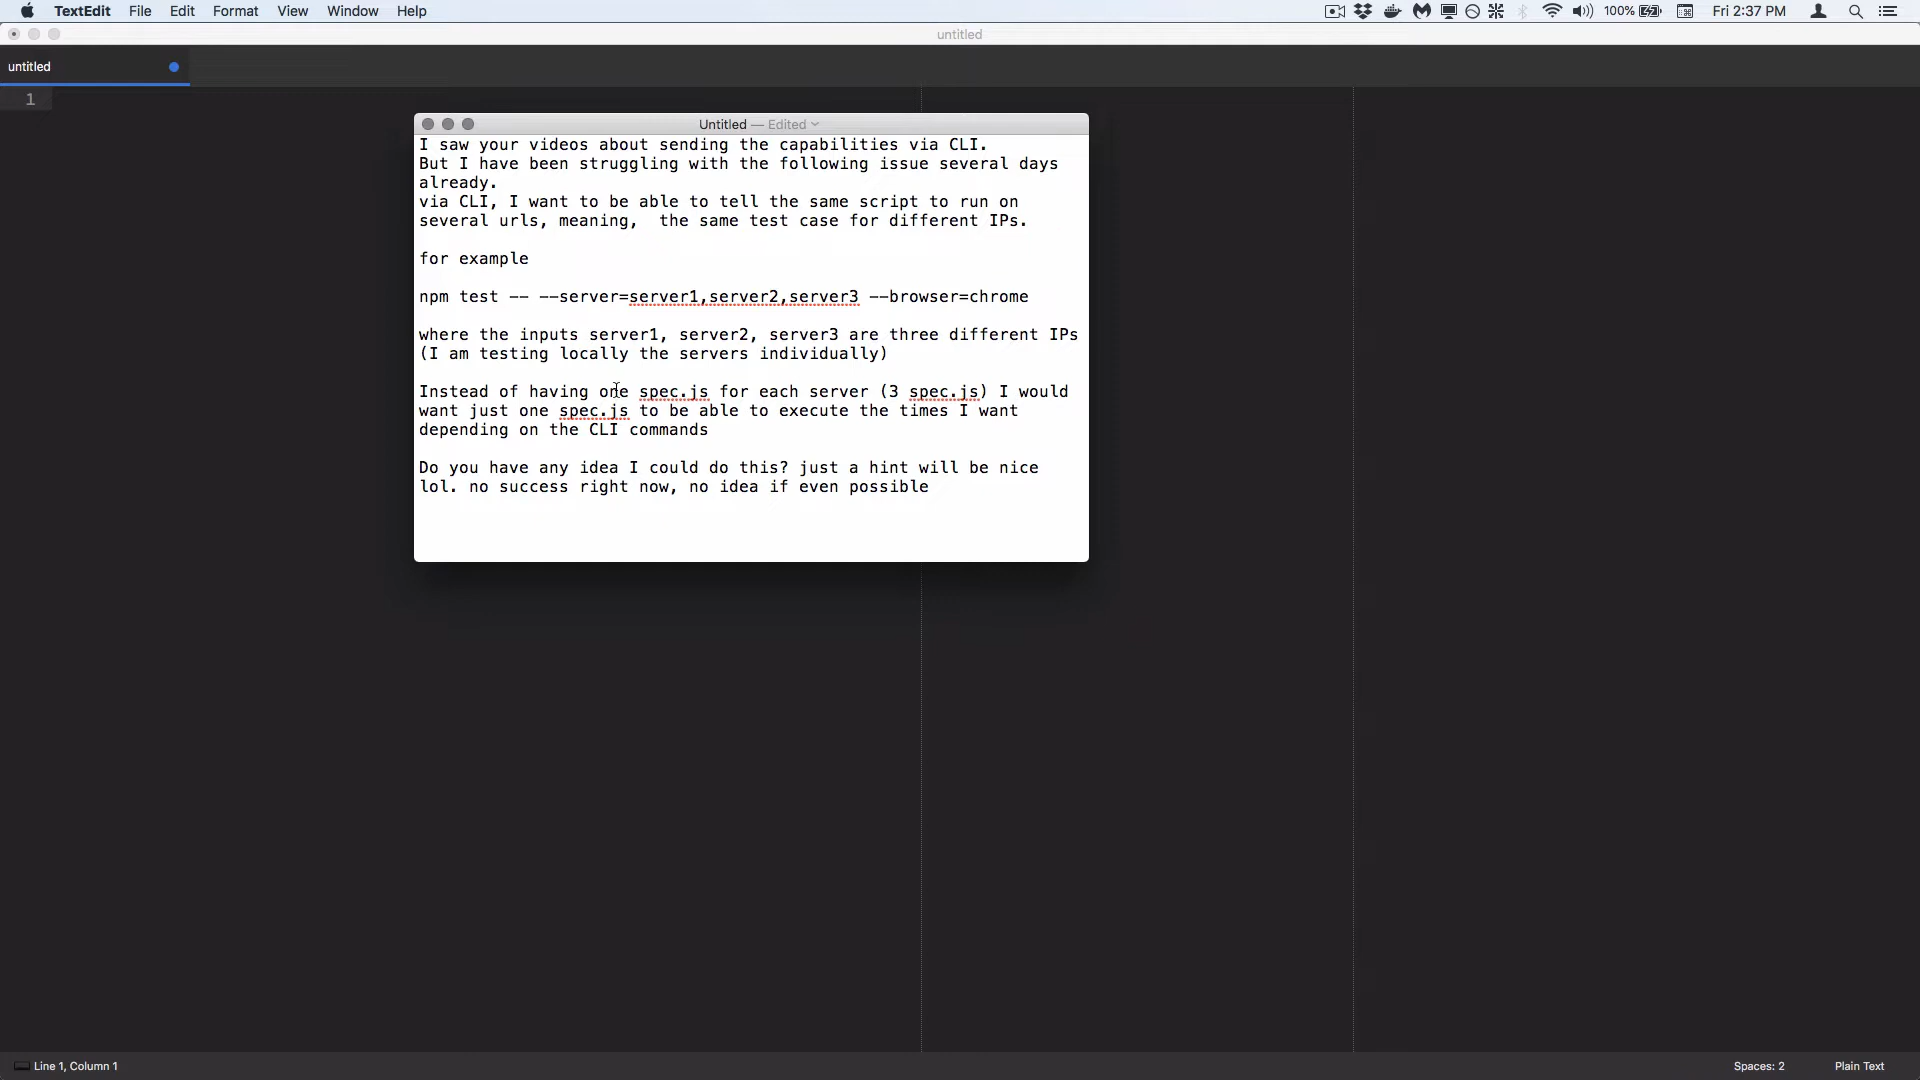 TextEdit File Edit Format View Window Help 100% Fri 2:37 PM
untitled
untitled
1
Untitled — Edited
I saw your videos about sending the capabilities via CLI.
But I have been struggling with the following issue several days
already.
via CLI, I want to be able to tell the same script to run on
several urls, meaning,  the same test case for different IPs.
for example
npm test -- --server=server1,server2,server3 --browser=chrome
where the inputs server1, server2, server3 are three different IPs
(I am testing locally the servers individually)
Instead of having one spec.js for each server (3 spec.js) I would
want just one spec.js to be able to execute the times I want
depending on the CLI commands
Do you have any idea I could do this? just a hint will be nice
lol. no success right now, no idea if even possible
Line 1, Column 1 Spaces: 2 Plain Text